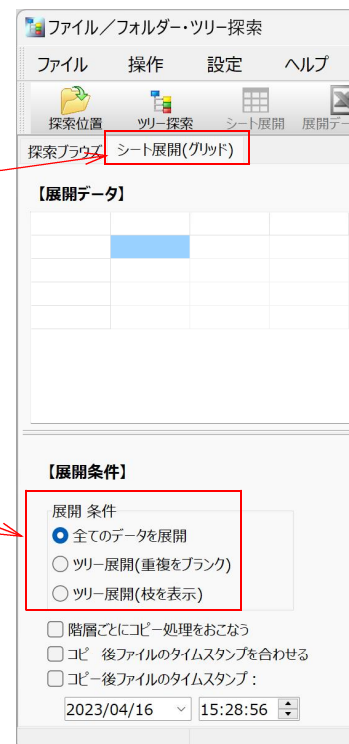 ファイル／フォルダー・ツリー探索
ファイル 操作 設定 ヘルプ
探索位置 ツリー探索 シート展開 展開デー
探索ブラウズ シート展開(グリッド)
【展開データ】
【展開条件】
展開 条件
全てのデータを展開
ツリー展開(重複をブランク)
ツリー展開(枝を表示)
階層ごとにコピー処理をおこなう
コピ 後ファイルのタイムスタンプを合わせる
コピー後ファイルのタイムスタンプ：
2023/04/16 15:28:56